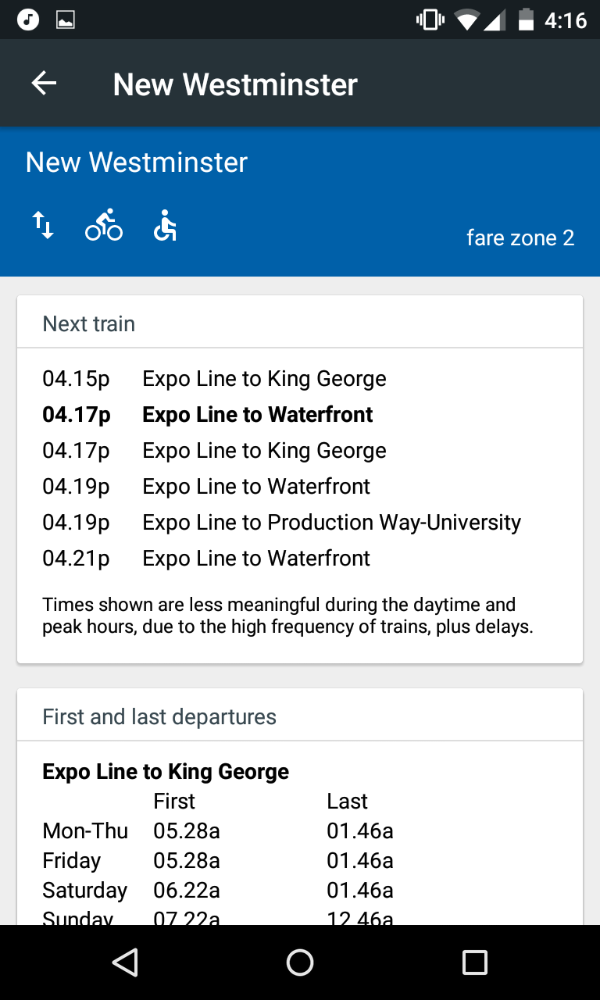 4:16
New Westminster
New Westminster
fare zone 2
Next train
04.15p Expo Line to King George
04.17p Expo Line to Waterfront
04.17p Expo Line to King George
04.19p Expo Line to Waterfront
04.19p Expo Line to Production Way-University
04.21p Expo Line to Waterfront
Times shown are less meaningful during the daytime and
peak hours, due to the high frequency of trains, plus delays.
First and last departures
Expo Line to King George
First Last
Mon-Thu 05.28a 01.46a
Friday 05.28a 01.46a
Saturday 06.22a 01.46a
Sunday 07.22a 12.46a